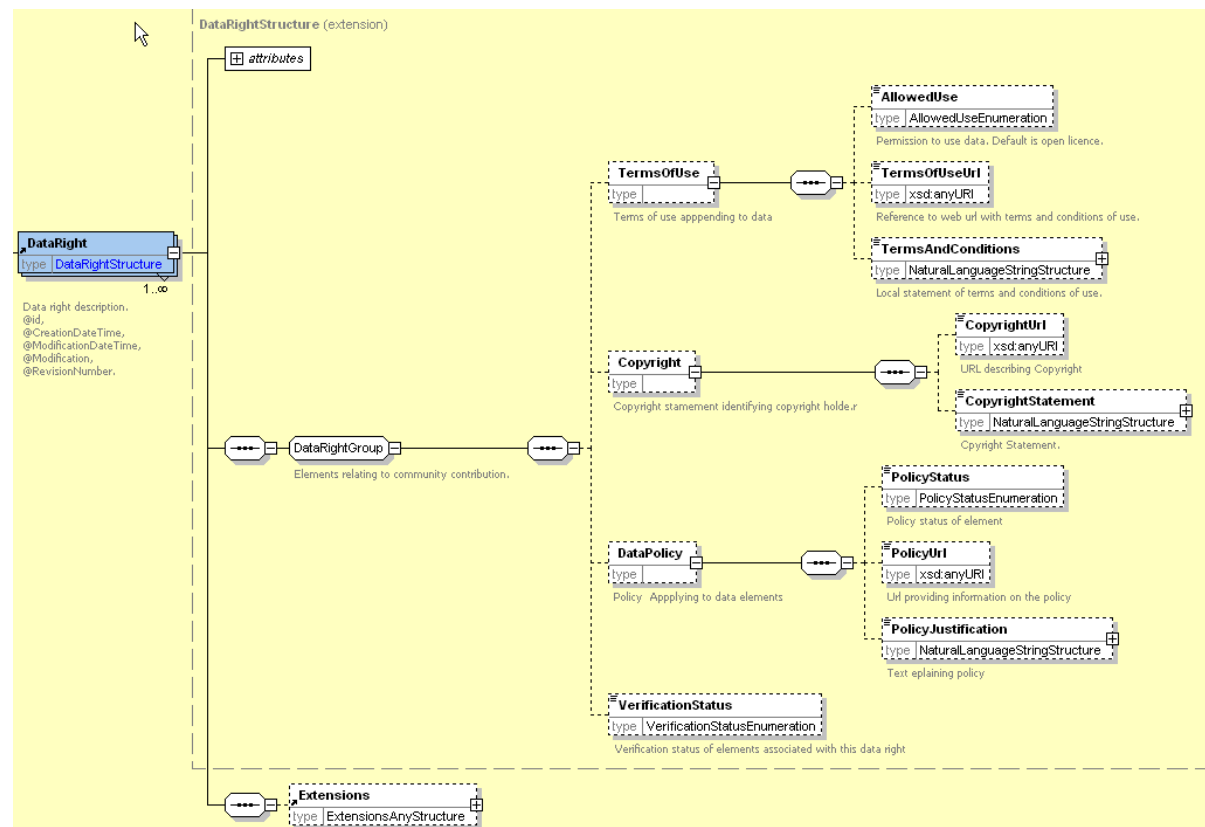 DataRightStructure (extension)
attributes
AllowedUse
type AllowedUseEnumeration
Permission to use data. Default is open licence.
TermsOfUse
type
Terms of use apppending to data
TermsOfUseUrl
type xsd:anyURI
Reference to web url with terms and conditions of use.
DataRight
type DataRightStructure
1..∞
Data right description.
@id,
@CreationDateTime,
@ModificationDateTime,
@Modification,
@RevisionNumber.
TermsAndConditions
type NaturalLanguageStringStructure
Local statement of terms and conditions of use.
CopyrightUrl
type xsd:anyURI
URL describing Copyright
Copyright
type
Copyright stamement identifying copyright holde.r
CopyrightStatement
type NaturalLanguageStringStructure
Cpyright Statement.
DataRightGroup
Elements relating to community contribution.
PolicyStatus
type PolicyStatusEnumeration
Policy status of element
DataPolicy
type
Policy Appplying to data elements
PolicyUrl
type xsd:anyURI
Url providing information on the policy
PolicyJustification
type NaturalLanguageStringStructure
Text eplaining policy
VerificationStatus
type VerificationStatusEnumeration
Verification status of elements associated with this data right
Extensions
type ExtensionsAnyStructure